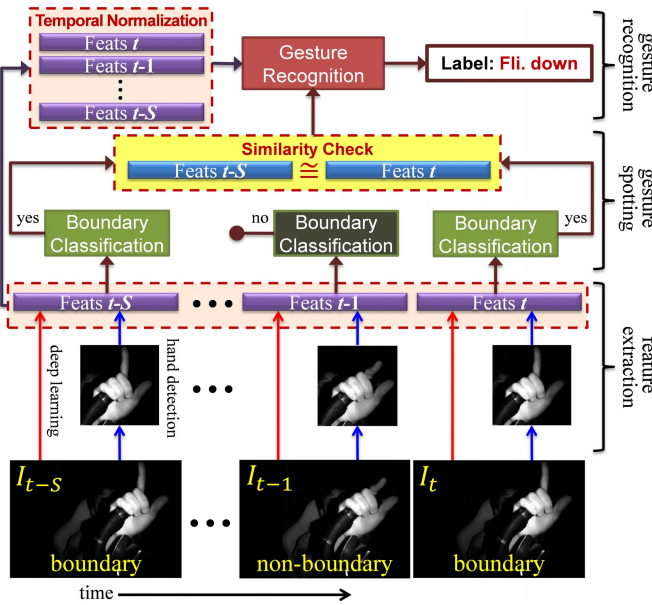 Temporal Normalization
Feats t
Feats t-1
Feats t-S
Gesture
Recognition
Label: Fli. down
gesture
recognition
Similarity Check
Feats t-S ≅ Feats t
gesture
spotting
yes
Boundary
Classification
no
Boundary
Classification
Boundary
Classification
yes
Feats t-S
Feats t-1
Feats t
feature
extraction
deep learning
hand detection
I_{t-S}
boundary
I_{t-1}
non-boundary
I_t
boundary
time